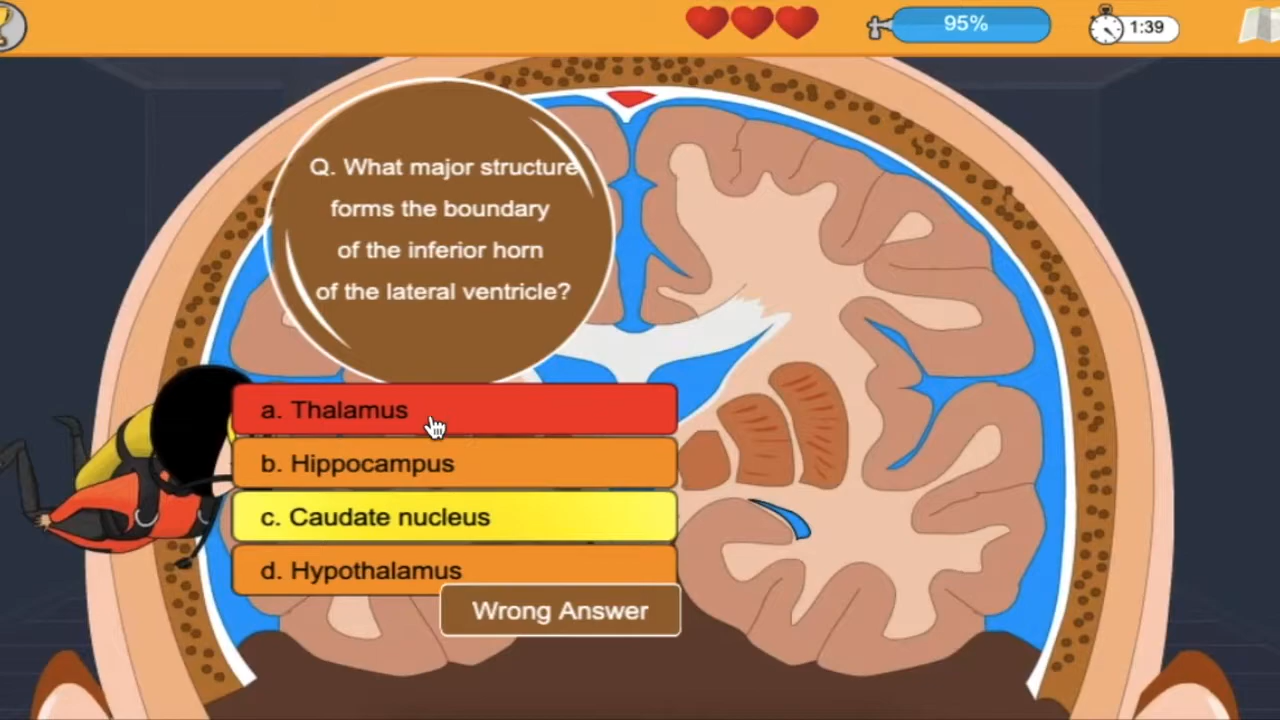 95%
1:39
Q. What major structure
forms the boundary
of the inferior horn
of the lateral ventricle?
a. Thalamus
b. Hippocampus
c. Caudate nucleus
d. Hypothalamus
Wrong Answer